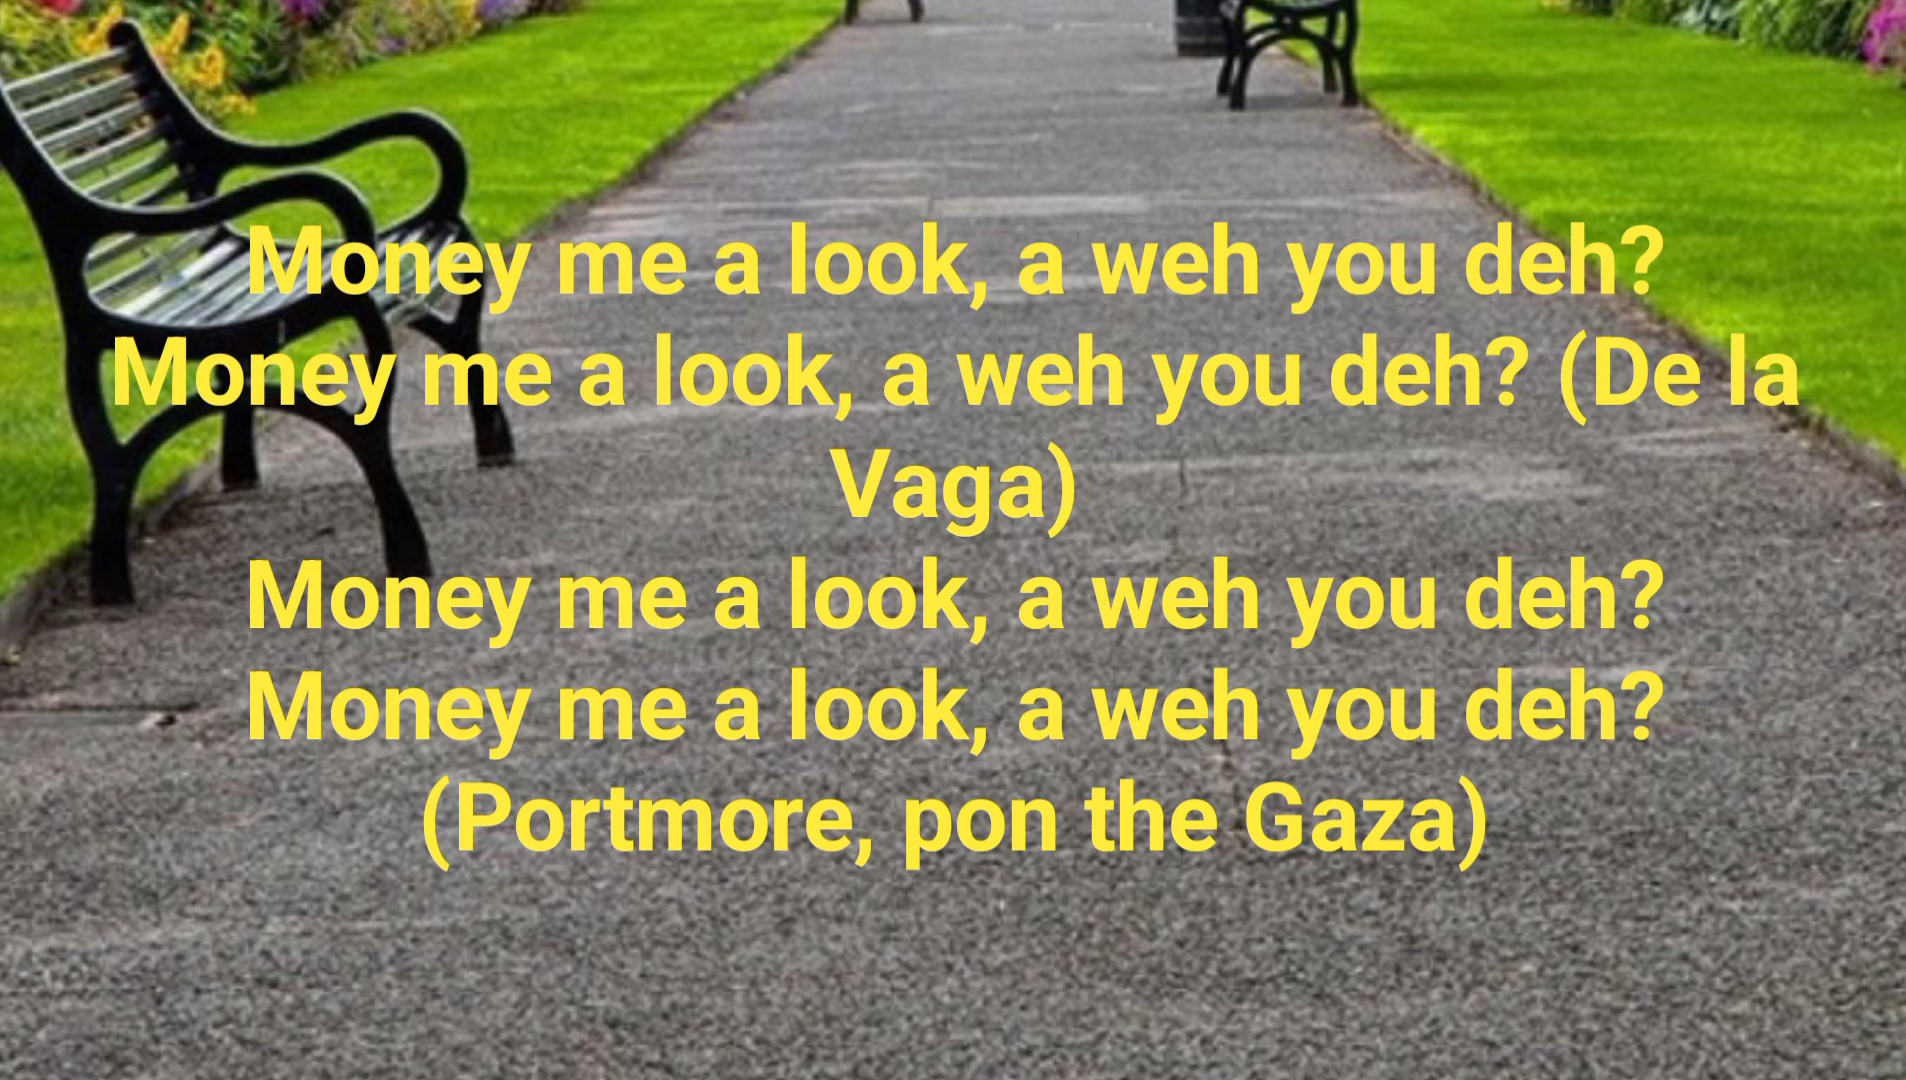 Money me a look, a weh you deh?
Money me a look, a weh you deh? (De la
Vaga)
Money me a look, a weh you deh?
Money me a look, a weh you deh?
(Portmore, pon the Gaza)